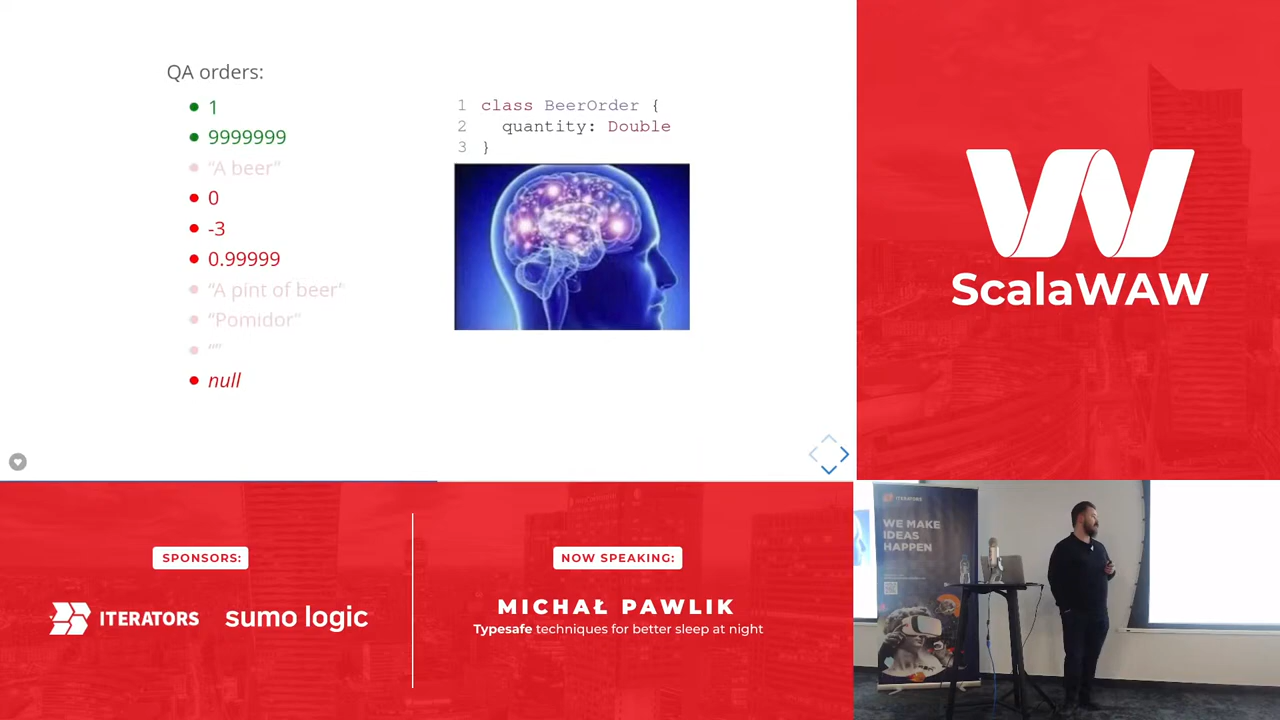 QA orders:
1
9999999
“A beer”
0
-3
0.99999
“A pint of beer”
“Pomidor”
“”
null
1 class BeerOrder {
2 quantity: Double
3 }
ScalaWAW
SPONSORS:
ITERATORS
sumo logic
NOW SPEAKING:
MICHAŁ PAWLIK
Typesafe techniques for better sleep at night
ITERATORS
WE MAKE
IDEAS
HAPPEN